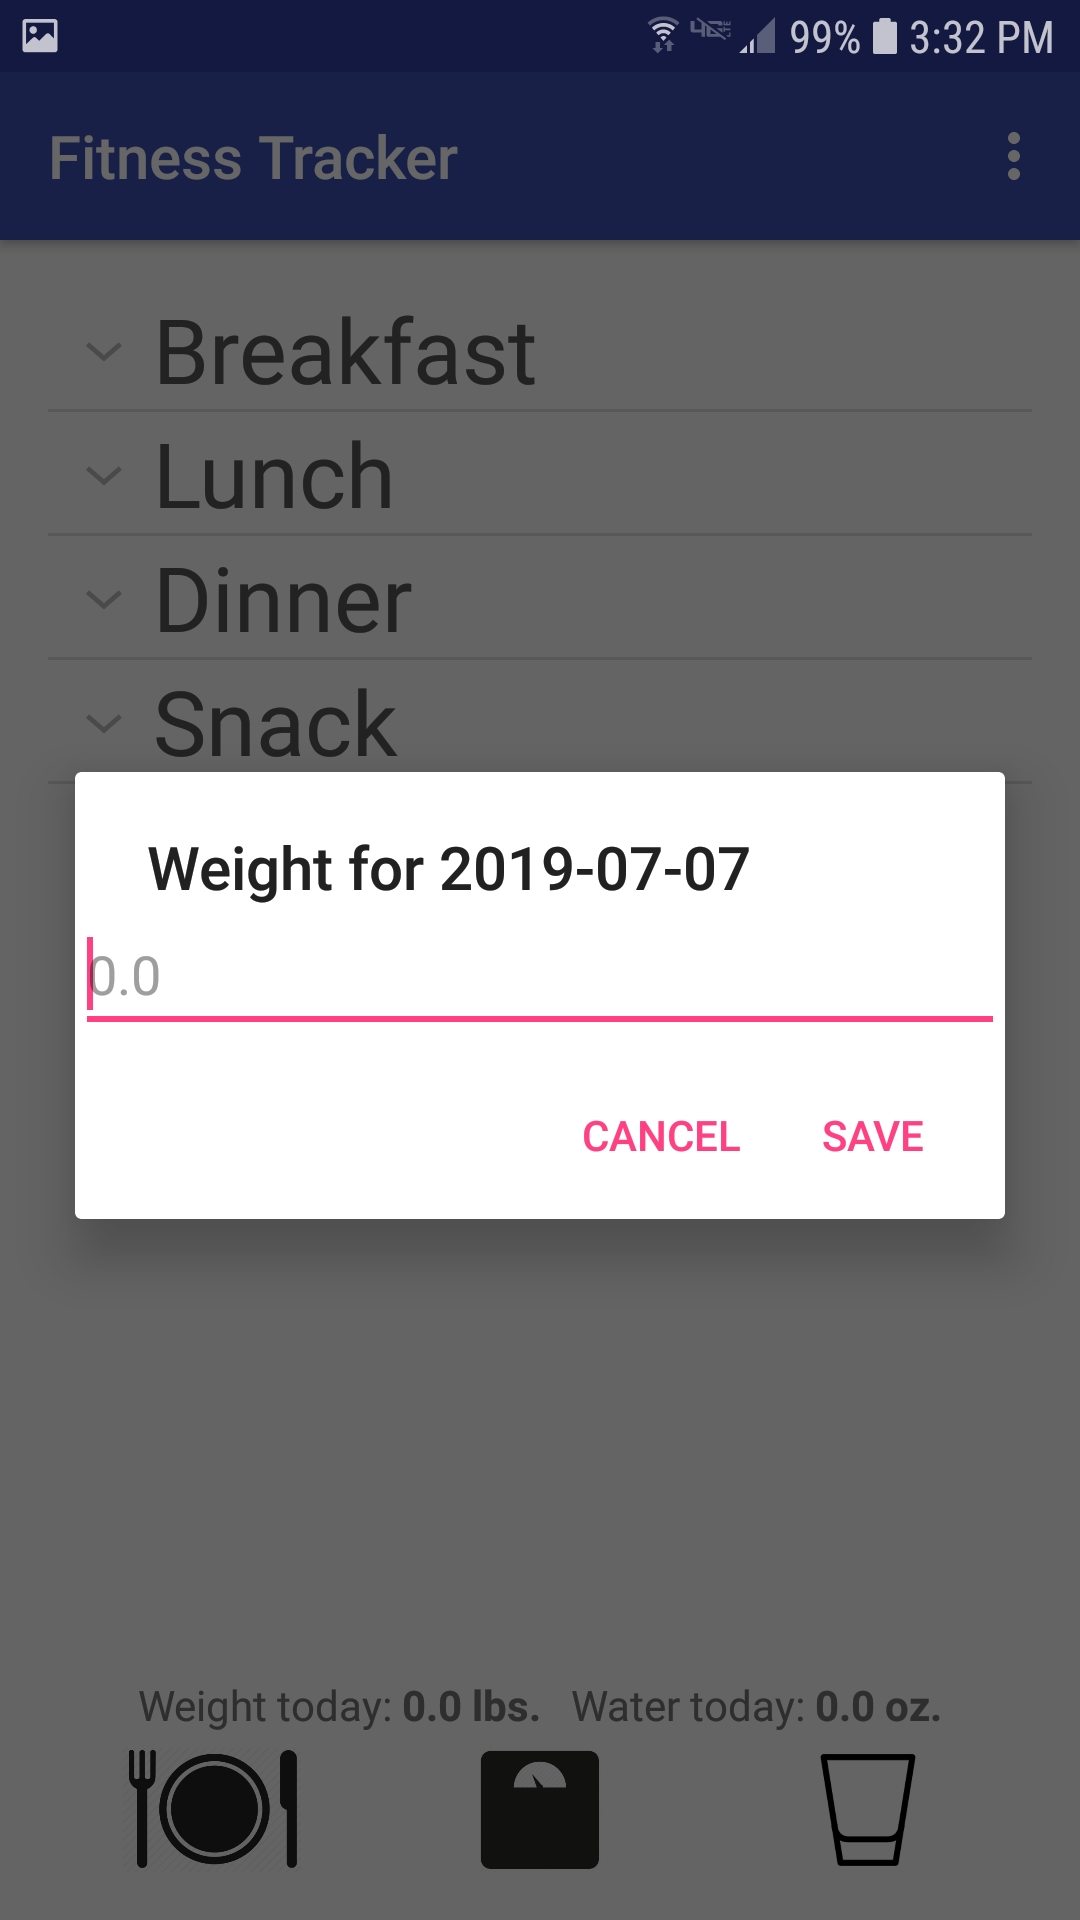 99% 3:32 PM
Fitness Tracker
Breakfast
Lunch
Dinner
Snack
Weight for 2019-07-07
0.0
CANCEL SAVE
Weight today: 0.0 lbs. Water today: 0.0 oz.